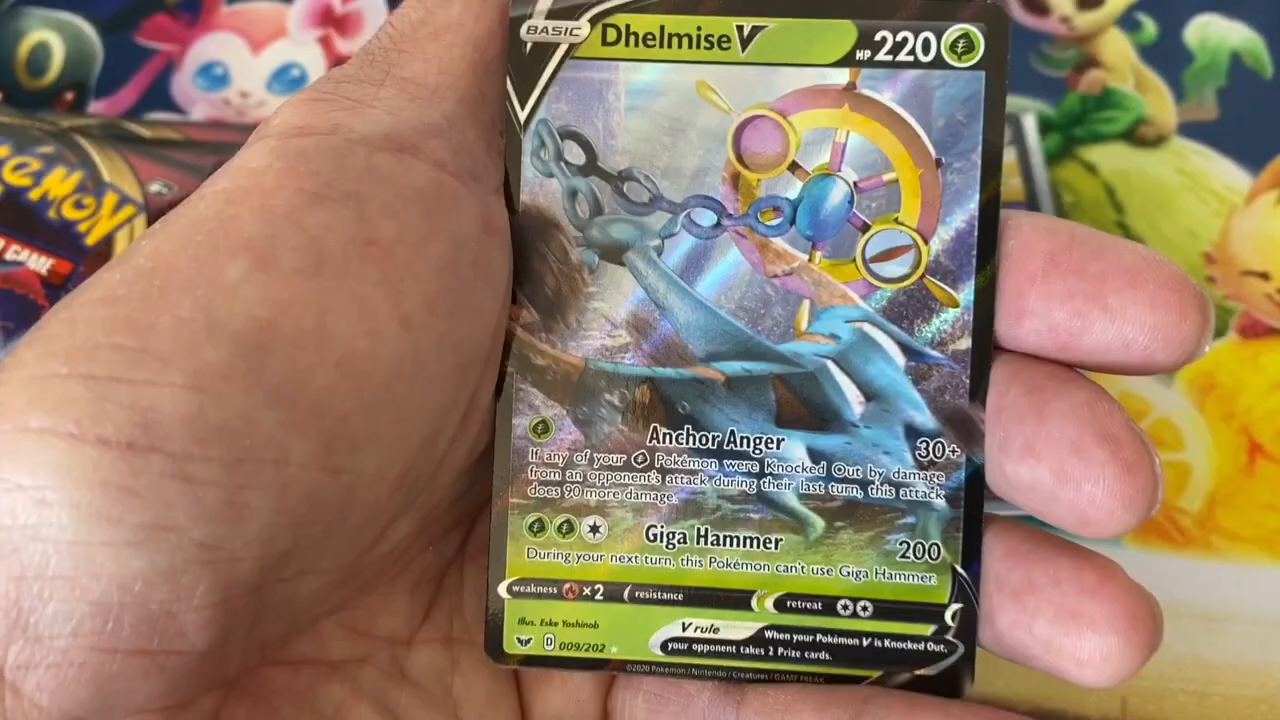 BASIC
Dhelmise V
HP 220
Anchor Anger 30+
If any of your Pokémon were Knocked Out by damage
from an opponent's attack during their last turn, this attack
does 90 more damage.
Giga Hammer 200
During your next turn, this Pokémon can't use Giga Hammer.
weakness ×2 resistance retreat
Illus. Eske Yoshinob
V rule
When your Pokémon V is Knocked Out,
your opponent takes 2 Prize cards.
D 009/202
©2020 Pokémon / Nintendo / Creatures / GAME FREAK
Pokémon
CARD GAME